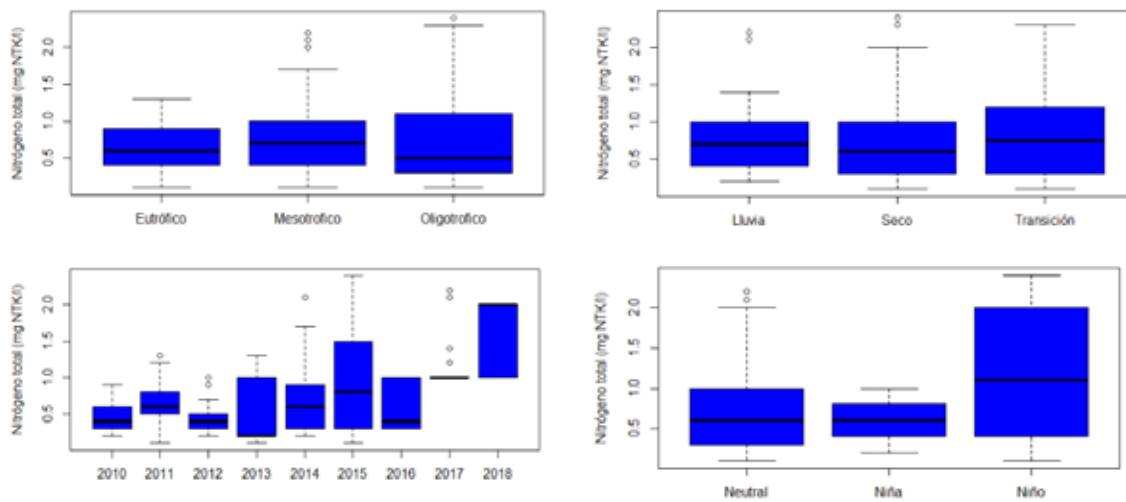 Nitrógeno total (mg NTK/l)
2.0
1.5
1.0
0.5
Eutrófico Mesotrofico Oligotrofico
Nitrógeno total (mg NTK/l)
2.0
1.5
1.0
0.5
Lluvia Seco Transición
Nitrógeno total (mg NTK/l)
2.0
1.5
1.0
0.5
2010 2011 2012 2013 2014 2015 2016 2017 2018
Nitrógeno total (mg NTK/l)
2.0
1.5
1.0
0.5
Neutral Niña Niño